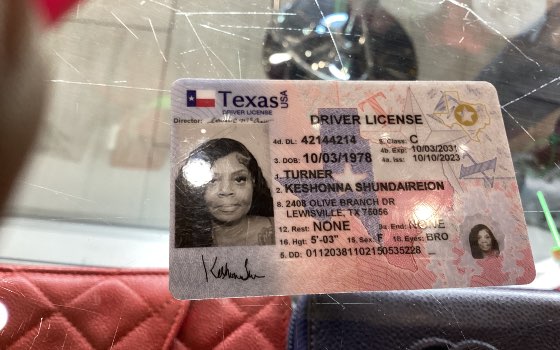 Texas USA
DRIVER LICENSE
Director:
DRIVER LICENSE
4d. DL: 42144214 9. Class: C
4b. Exp: 10/03/2031
3. DOB: 10/03/1978 4a. Iss: 10/10/2023
1. TURNER
2. KESHONNA SHUNDAIREION
8. 2408 OLIVE BRANCH DR
LEWISVILLE, TX 75056
12. Rest: NONE 9a. End: NONE
16. Hgt: 5'-03" 15. Sex: F 18. Eyes: BRO
5. DD: 01120381102150535228